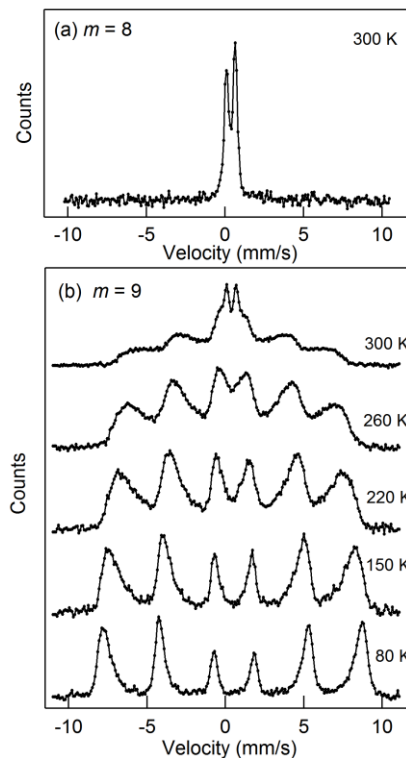 (a) m = 8
300 K
Counts
-10 -5 0 5 10
Velocity (mm/s)
(b) m = 9
300 K
260 K
220 K
150 K
80 K
Counts
-10 -5 0 5 10
Velocity (mm/s)